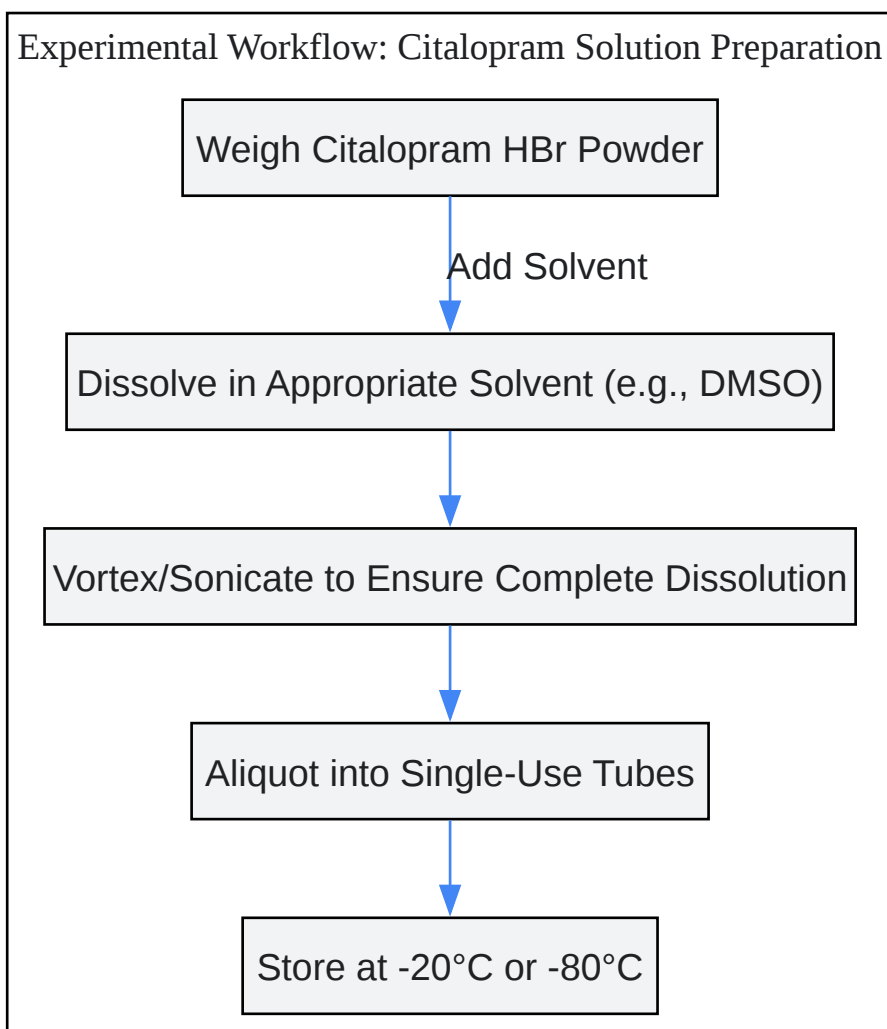 Experimental Workflow: Citalopram Solution Preparation
Weigh Citalopram HBr Powder
Add Solvent
Dissolve in Appropriate Solvent (e.g., DMSO)
Vortex/Sonicate to Ensure Complete Dissolution
Aliquot into Single-Use Tubes
Store at -20°C or -80°C